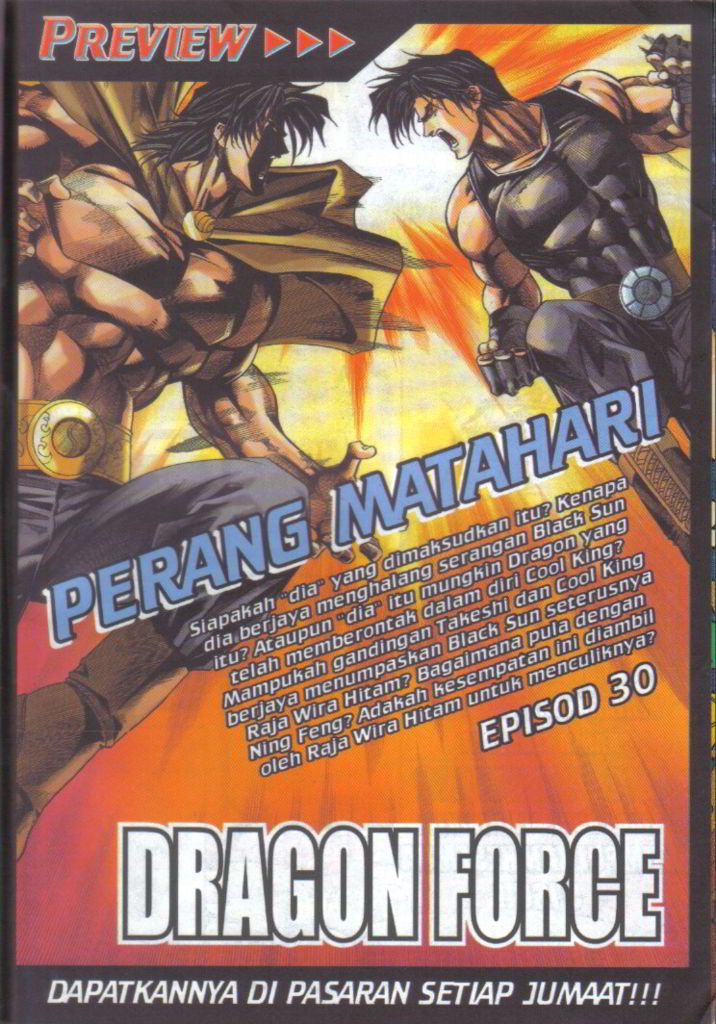 PREVIEW
PERANG MATAHARI
Siapakah "dia" yang dimaksudkan itu? Kenapa
dia berjaya menghalang serangan Black Sun
itu? Ataupun "dia" itu mungkin Dragon yang
telah memberontak dalam diri Cool King?
Mampukah gandingan Takeshi dan Cool King
berjaya menumpaskan Black Sun seterusnya
Raja Wira Hitam? Bagaimana pula dengan
Ning Feng? Adakah kesempatan ini diambil
oleh Raja Wira Hitam untuk menculiknya?
EPISOD 30
DRAGON FORCE
DAPATKANNYA DI PASARAN SETIAP JUMAAT!!!